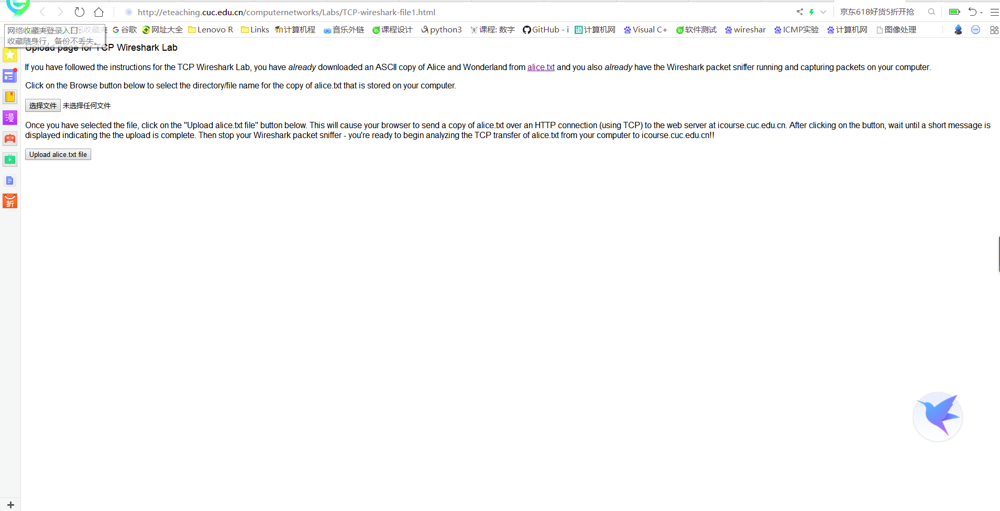 http://eteaching.cuc.edu.cn/computernetworks/Labs/TCP-wireshark-file1.html
京东618好货5折开抢
网络收藏夹登录入口：
收藏随身行，备份不丢失。
谷歌 网址大全 Lenovo R Links 计算机程 音乐外链 课程设计 python3 课程: 数字 GitHub - i 计算机网 Visual C+ 软件测试 wireshar ICMP实验 计算机网 图像处理
Upload page for TCP Wireshark Lab
If you have followed the instructions for the TCP Wireshark Lab, you have already downloaded an ASCII copy of Alice and Wonderland from alice.txt and you also already have the Wireshark packet sniffer running and capturing packets on your computer.
Click on the Browse button below to select the directory/file name for the copy of alice.txt that is stored on your computer.
选择文件 未选择任何文件
Once you have selected the file, click on the "Upload alice.txt file" button below. This will cause your browser to send a copy of alice.txt over an HTTP connection (using TCP) to the web server at icourse.cuc.edu.cn. After clicking on the button, wait until a short message is
displayed indicating the the upload is complete. Then stop your Wireshark packet sniffer - you're ready to begin analyzing the TCP transfer of alice.txt from your computer to icourse.cuc.edu.cn!!
Upload alice.txt file
漫
折